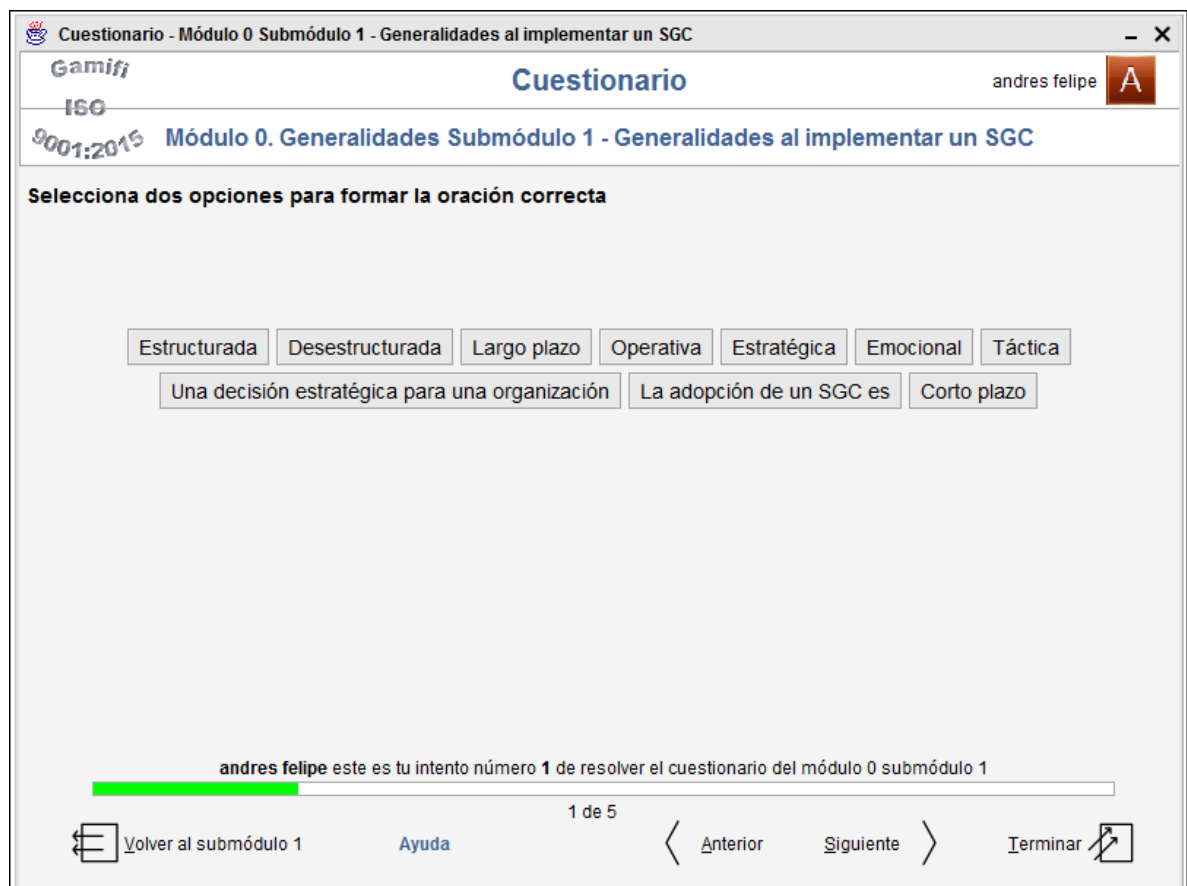 Cuestionario - Módulo 0 Submódulo 1 - Generalidades al implementar un SGC
Gamifi
ISO
9001:2015
Cuestionario
andres felipe
A
Módulo 0. Generalidades Submódulo 1 - Generalidades al implementar un SGC
Selecciona dos opciones para formar la oración correcta
Estructurada Desestructurada Largo plazo Operativa Estratégica Emocional Táctica
Una decisión estratégica para una organización La adopción de un SGC es Corto plazo
andres felipe este es tu intento número 1 de resolver el cuestionario del módulo 0 submódulo 1
1 de 5
Volver al submódulo 1 Ayuda Anterior Siguiente Terminar